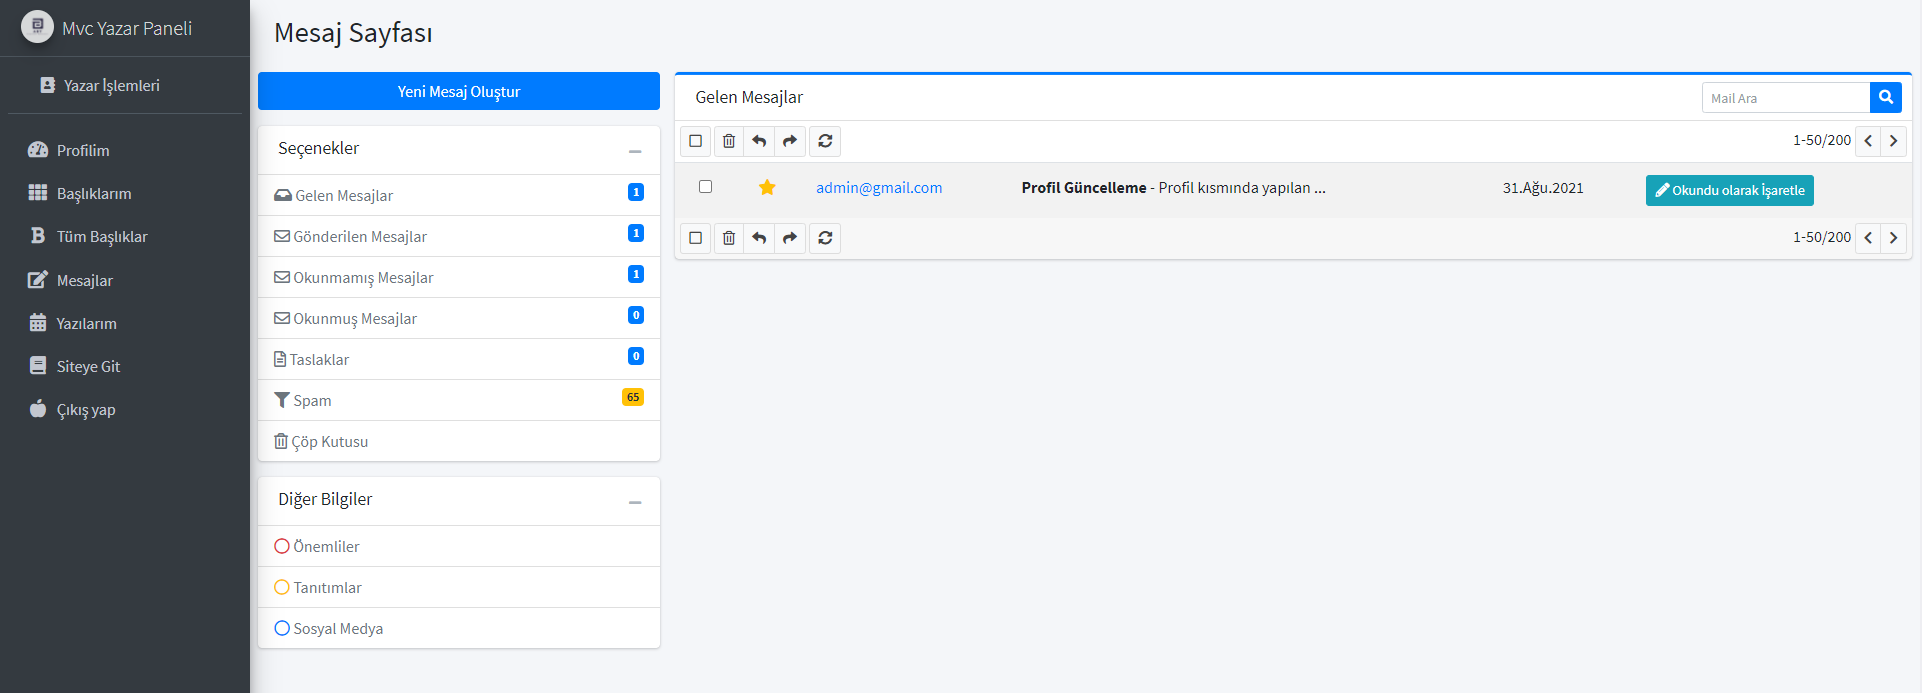 Mvc Yazar Paneli
Yazar İşlemleri
Profilim
Başlıklarım
Tüm Başlıklar
Mesajlar
Yazılarım
Siteye Git
Çıkış yap
Mesaj Sayfası
Yeni Mesaj Oluştur
Seçenekler
Gelen Mesajlar 1
Gönderilen Mesajlar 1
Okunmamış Mesajlar 1
Okunmuş Mesajlar 0
Taslaklar 0
Spam 65
Çöp Kutusu
Diğer Bilgiler
Önemliler
Tanıtımlar
Sosyal Medya
Gelen Mesajlar Mail Ara
1-50/200
admin@gmail.com Profil Güncelleme - Profil kısmında yapılan ... 31.Ağu.2021 Okundu olarak İşaretle
1-50/200